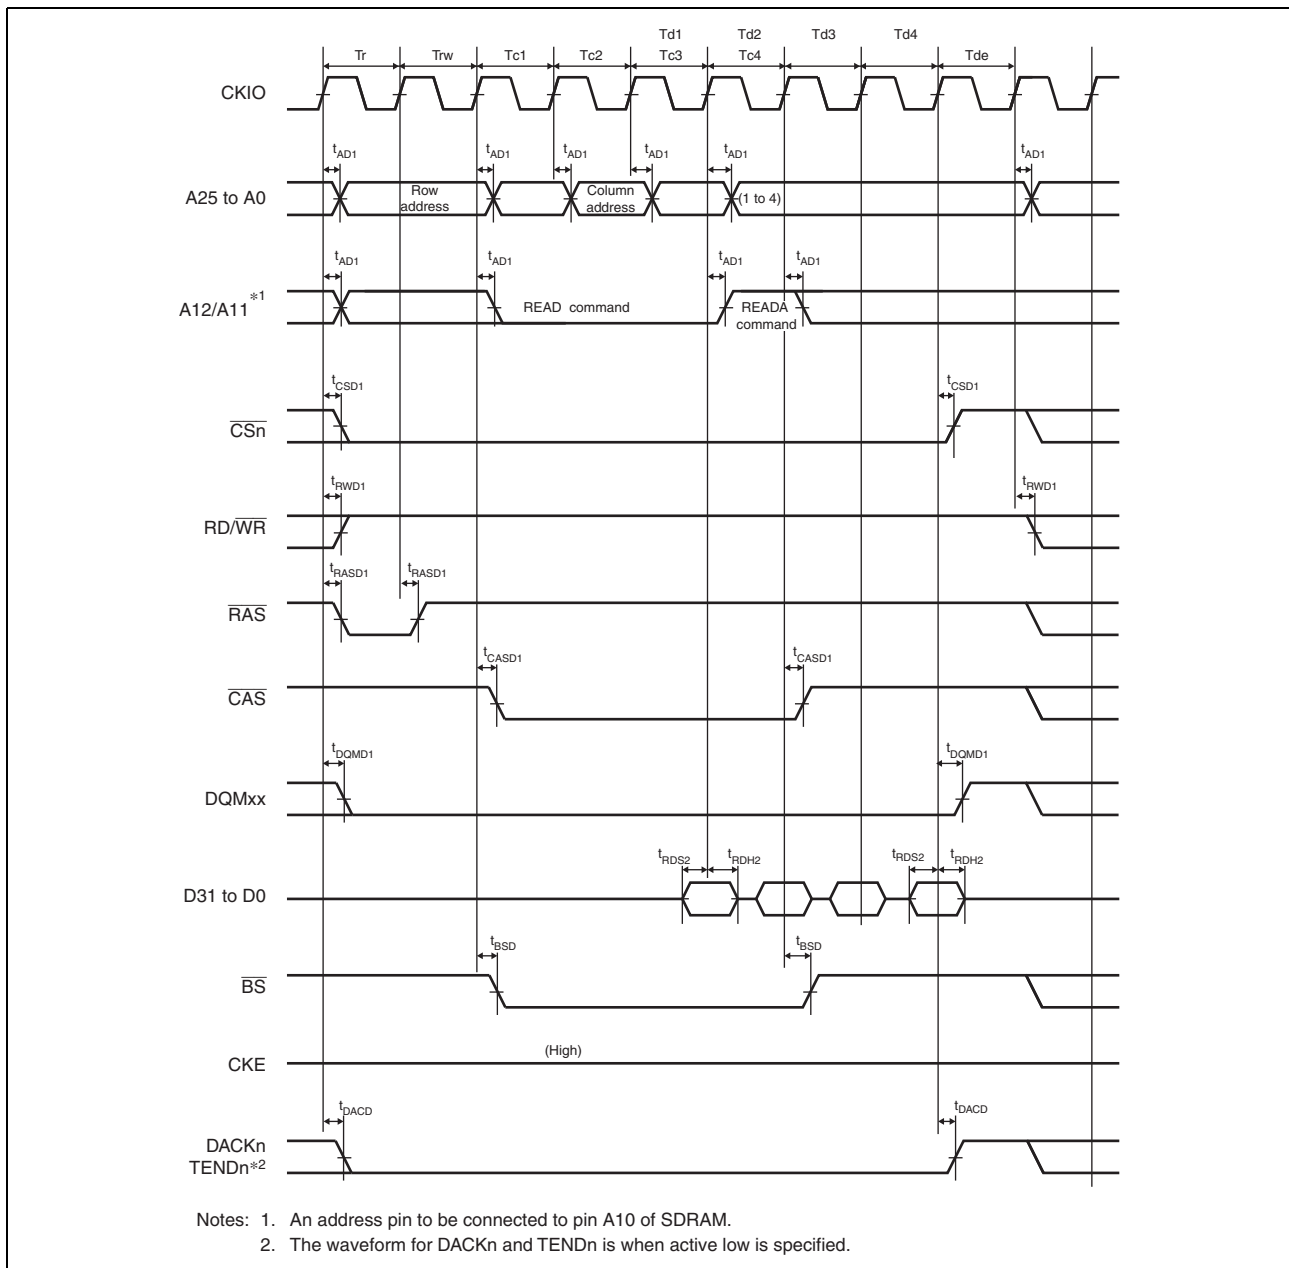 Td1 Td2 Td3 Td4
Tr Trw Tc1 Tc2 Tc3 Tc4 Tde
CKIO
tAD1 tAD1 tAD1 tAD1 tAD1 tAD1
A25 to A0
Row address
Column address
(1 to 4)
tAD1 tAD1 tAD1 tAD1
A12/A11*1
READ command
READA command
tCSD1 tCSD1
CSn
tRWD1 tRWD1
RD/WR
tRASD1 tRASD1
RAS
tCASD1 tCASD1
CAS
tDQMD1 tDQMD1
DQMxx
tRDS2 tRDH2 tRDS2 tRDH2
D31 to D0
tBSD tBSD
BS
(High)
CKE
tDACD tDACD
DACKn
TENDn*2
Notes: 1. An address pin to be connected to pin A10 of SDRAM.
2. The waveform for DACKn and TENDn is when active low is specified.